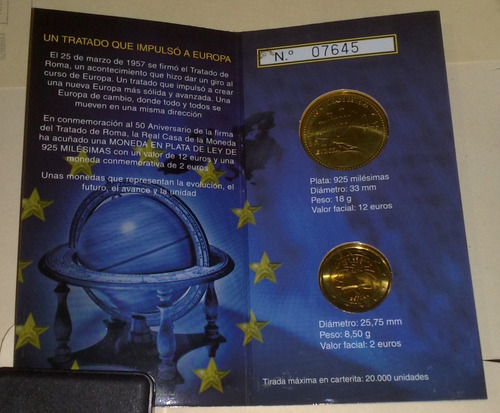 UN TRATADO QUE IMPULSÓ A EUROPA
El 25 de marzo de 1957 se firmó el Tratado de
Roma, un acontecimiento que hizo dar un giro al
curso de Europa. Un tratado que impulsó a crear
una nueva Europa más sólida y avanzada. Una
Europa de cambio, donde todo y todos se
mueven en una misma dirección
En conmemoración al 50 Aniversario de la firma
del Tratado de Roma, la Real Casa de la Moneda
ha acuñado una MONEDA EN PLATA DE LEY DE
925 MILÉSIMAS con un valor de 12 euros y una
moneda conmemorativa de 2 euros
Unas monedas que representan la evolución, el
futuro, el avance y la unidad
N.º 07645
Plata: 925 milésimas
Diámetro: 33 mm
Peso: 18 g
Valor facial: 12 euros
Diámetro: 25,75 mm
Peso: 8,50 g
Valor facial: 2 euros
Tirada máxima en carterita: 20.000 unidades